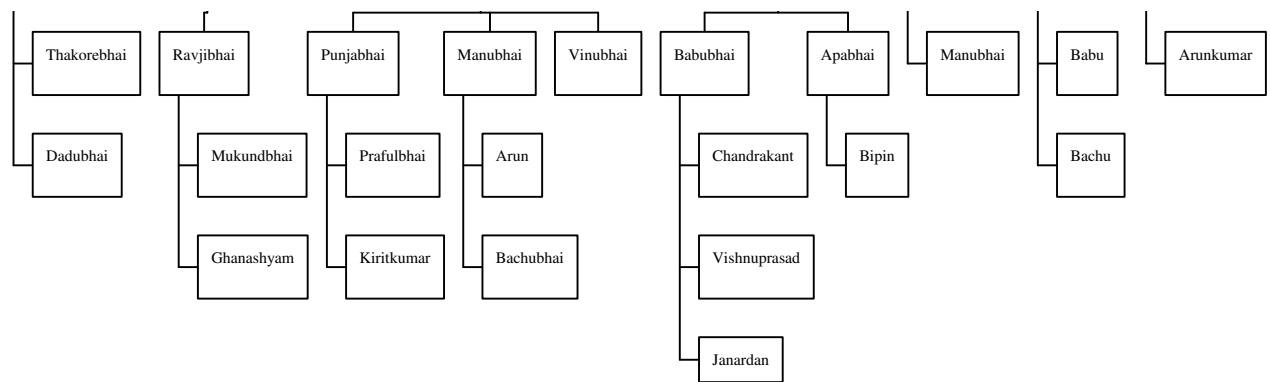 Thakorebhai
Ravjibhai
Punjabhai
Manubhai
Vinubhai
Babubhai
Apabhai
Manubhai
Babu
Arunkumar
Dadubhai
Mukundbhai
Prafulbhai
Arun
Chandrakant
Bipin
Bachu
Ghanashyam
Kiritkumar
Bachubhai
Vishnuprasad
Janardan